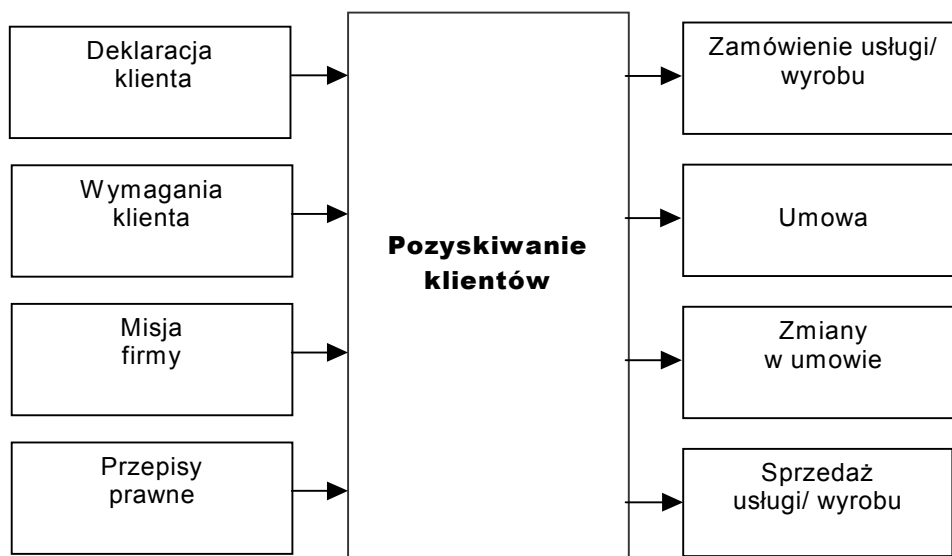 Deklaracja
klienta
Wymagania
klienta
Misja
firmy
Przepisy
prawne
Pozyskiwanie
klientów
Zamówienie usługi/
wyrobu
Umowa
Zmiany
w umowie
Sprzedaż
usługi/ wyrobu